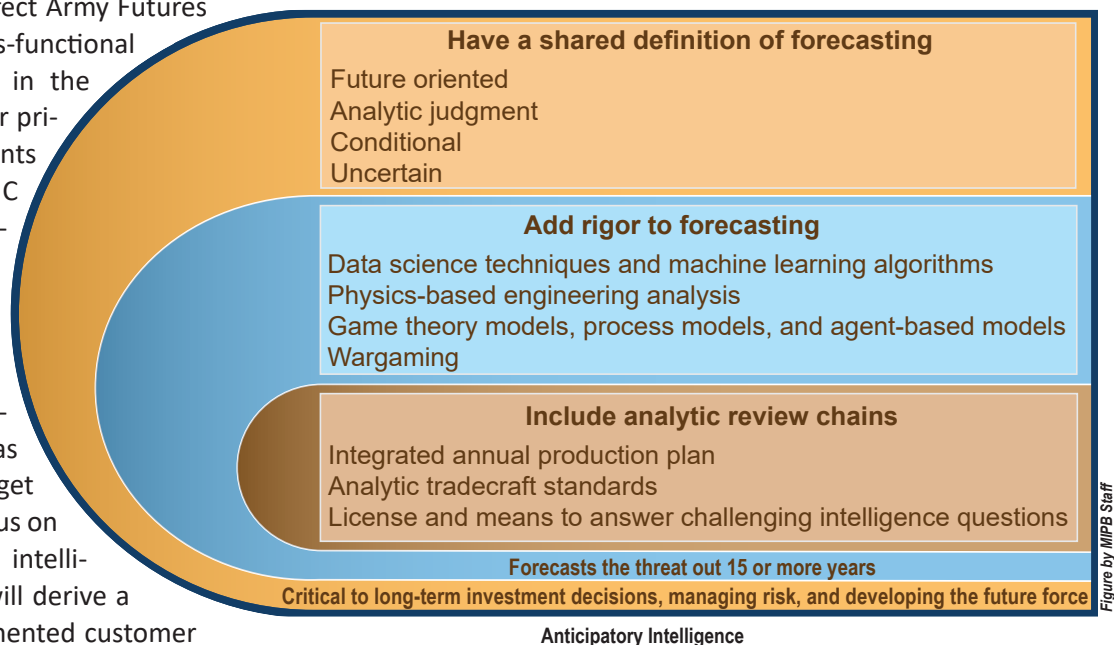 rect Army Futures
s-functional
in the
r pri-
nts
C
-
-
as
get
us on
intelli-
will derive a
mented customer
Have a shared definition of forecasting
Future oriented
Analytic judgment
Conditional
Uncertain
Add rigor to forecasting
Data science techniques and machine learning algorithms
Physics-based engineering analysis
Game theory models, process models, and agent-based models
Wargaming
Include analytic review chains
Integrated annual production plan
Analytic tradecraft standards
License and means to answer challenging intelligence questions
Forecasts the threat out 15 or more years
Critical to long-term investment decisions, managing risk, and developing the future force
Figure by MIPB Staff
Anticipatory Intelligence